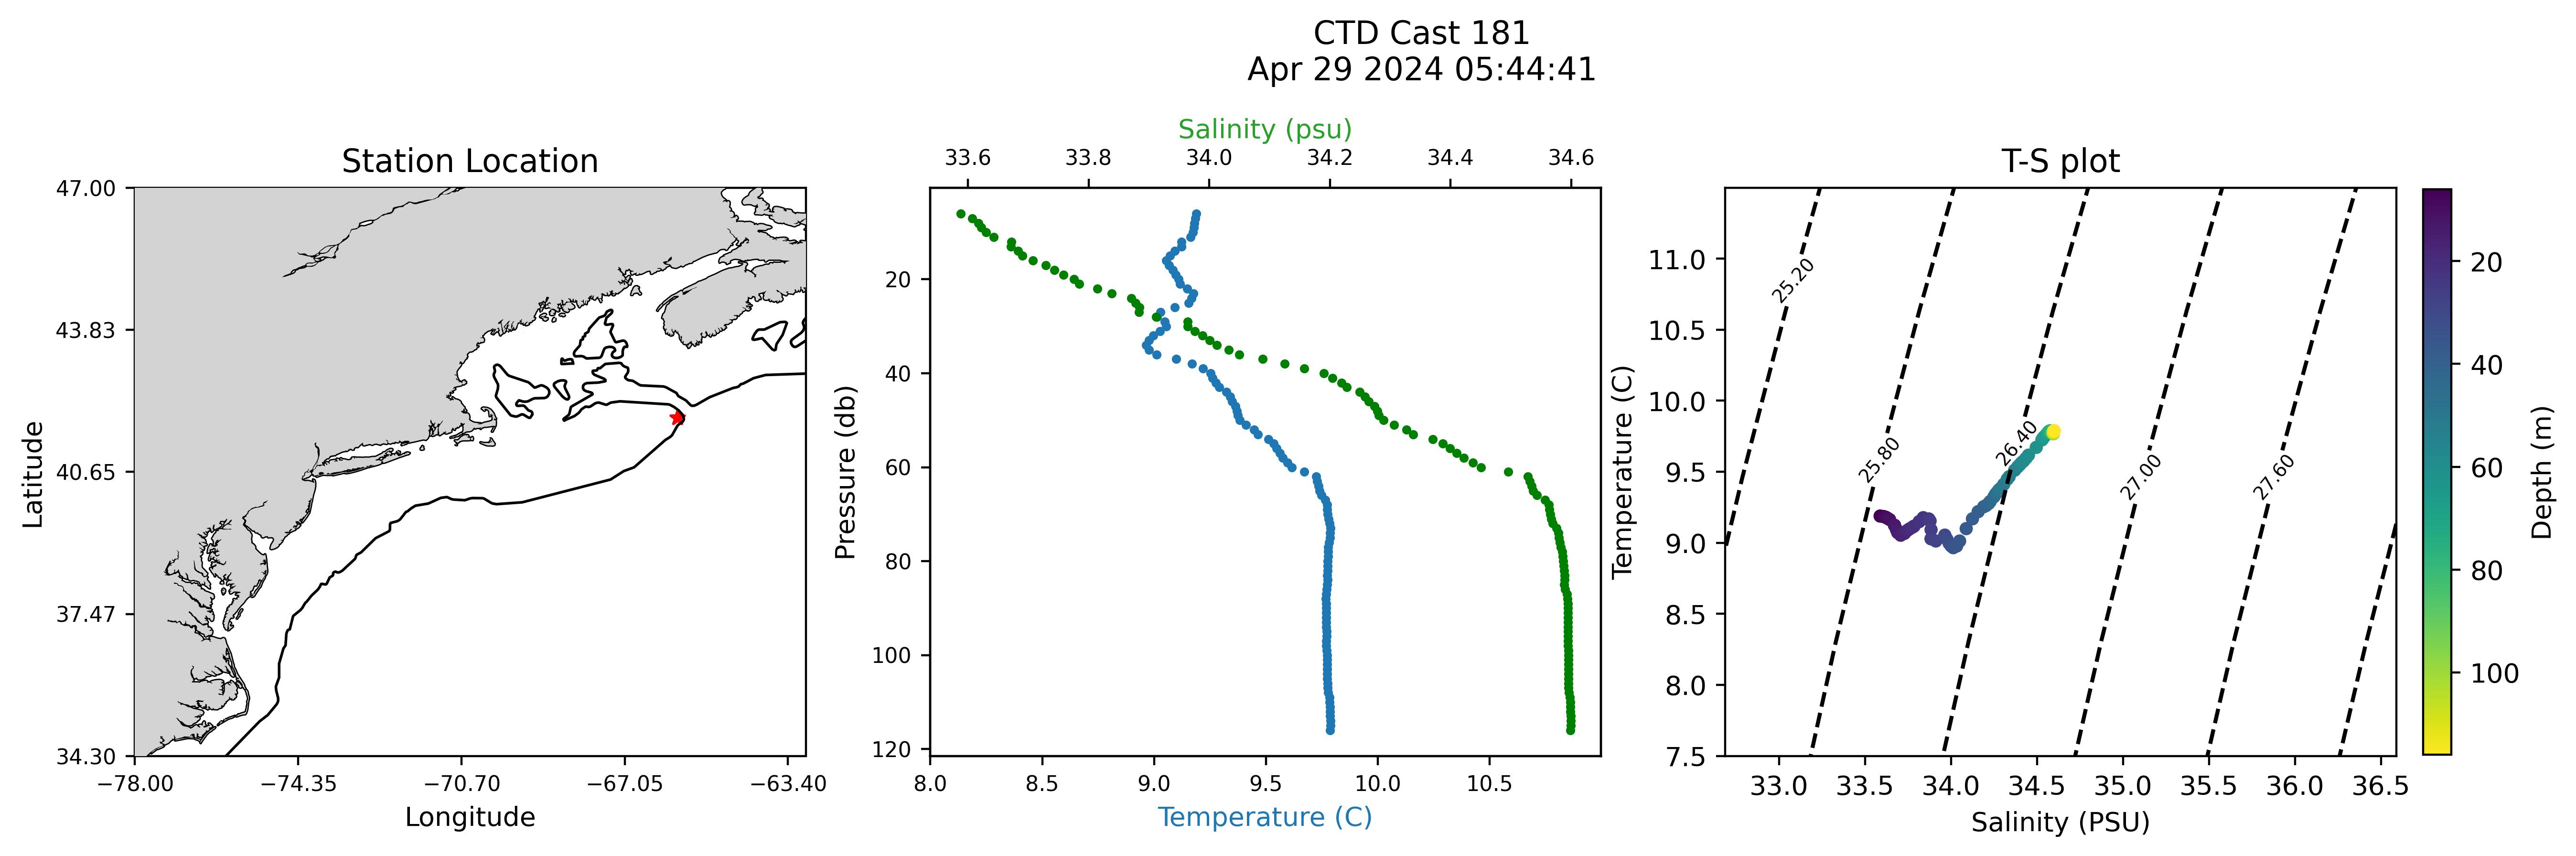 CTD Cast 181
Apr 29 2024 05:44:41
Station Location
47.00
43.83
40.65
37.47
34.30
Latitude
−78.00 −74.35 −70.70 −67.05 −63.40
Longitude
Salinity (psu)
33.6 33.8 34.0 34.2 34.4 34.6
20
40
60
80
100
120
Pressure (db)
8.0 8.5 9.0 9.5 10.0 10.5
Temperature (C)
T-S plot
11.0
10.5
10.0
9.5
9.0
8.5
8.0
7.5
Temperature (C)
25.20
25.80
26.40
27.00
27.60
33.0 33.5 34.0 34.5 35.0 35.5 36.0 36.5
Salinity (PSU)
20
40
60
80
100
Depth (m)